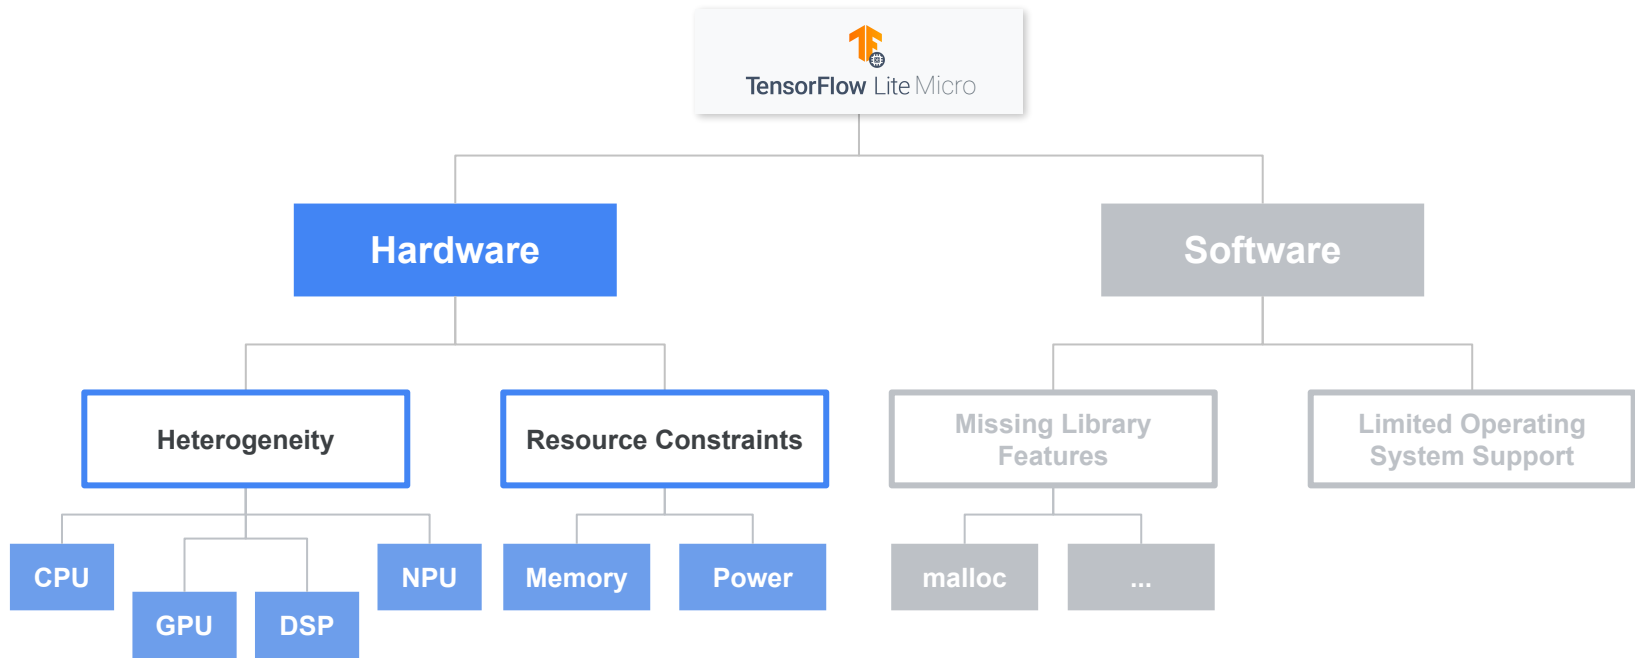 TensorFlow Lite Micro
Hardware
Software
Heterogeneity
Resource Constraints
Missing Library
Features
Limited Operating
System Support
CPU
GPU
DSP
NPU
Memory
Power
malloc
...